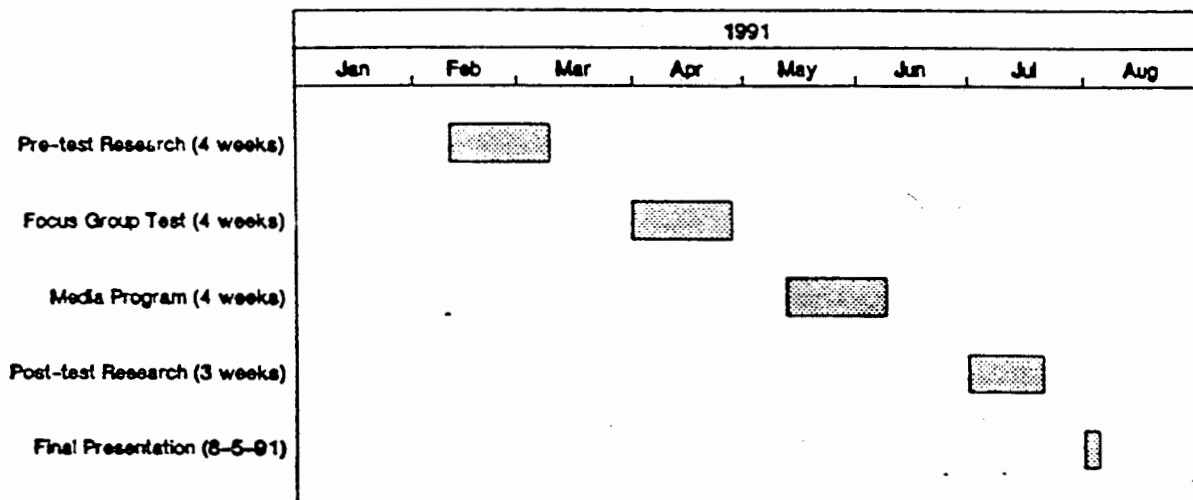 1991
Jan Feb Mar Apr May Jun Jul Aug
Pre-test Research (4 weeks)
Focus Group Test (4 weeks)
Media Program (4 weeks)
Post-test Research (3 weeks)
Final Presentation (8-5-91)